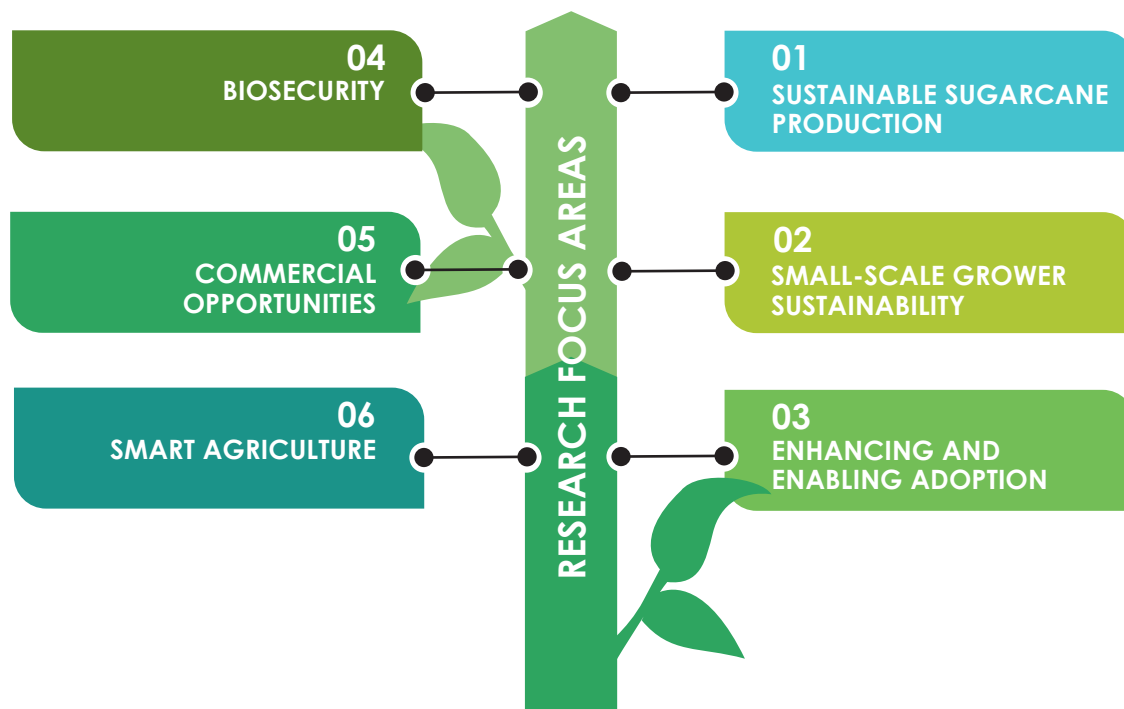 RESEARCH FOCUS AREAS
01
SUSTAINABLE SUGARCANE
PRODUCTION
02
SMALL-SCALE GROWER
SUSTAINABILITY
03
ENHANCING AND
ENABLING ADOPTION
04
BIOSECURITY
05
COMMERCIAL
OPPORTUNITIES
06
SMART AGRICULTURE